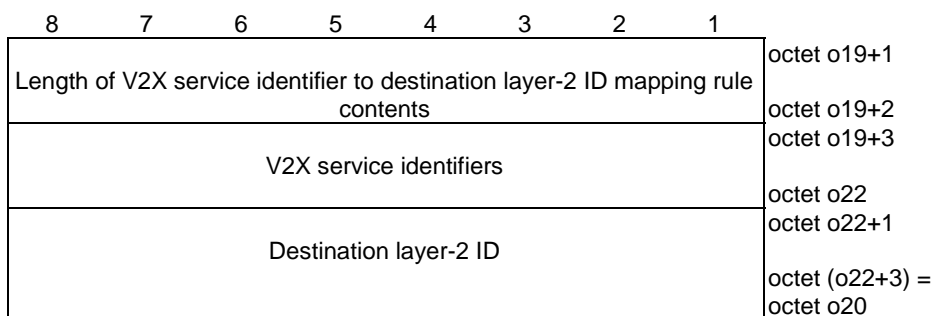 8 7 6 5 4 3 2 1
octet o19+1
Length of V2X service identifier to destination layer-2 ID mapping rule
contents
octet o19+2
octet o19+3
V2X service identifiers
octet o22
octet o22+1
Destination layer-2 ID
octet (o22+3) =
octet o20